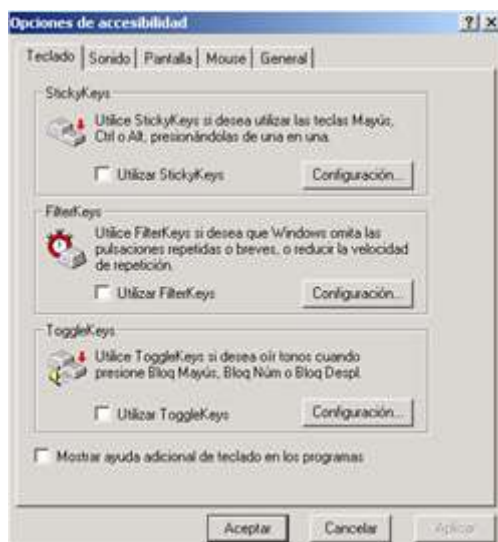 Opciones de accesibilidad
Teclado Sonido Pantalla Mouse General
StickyKeys
Utilice StickyKeys si desea utilizar las teclas Mayús,
Ctrl o Alt, presionándolas de una en una.
Utilizar StickyKeys Configuración...
FilterKeys
Utilice FilterKeys si desea que Windows omita las
pulsaciones repetidas o breves, o reducir la velocidad
de repetición.
Utilizar FilterKeys Configuración...
ToggleKeys
Utilice ToggleKeys si desea oír tonos cuando
presione Bloq Mayús, Bloq Núm o Bloq Despl.
Utilizar ToggleKeys Configuración...
Mostrar ayuda adicional de teclado en los programas
Aceptar Cancelar Aplicar